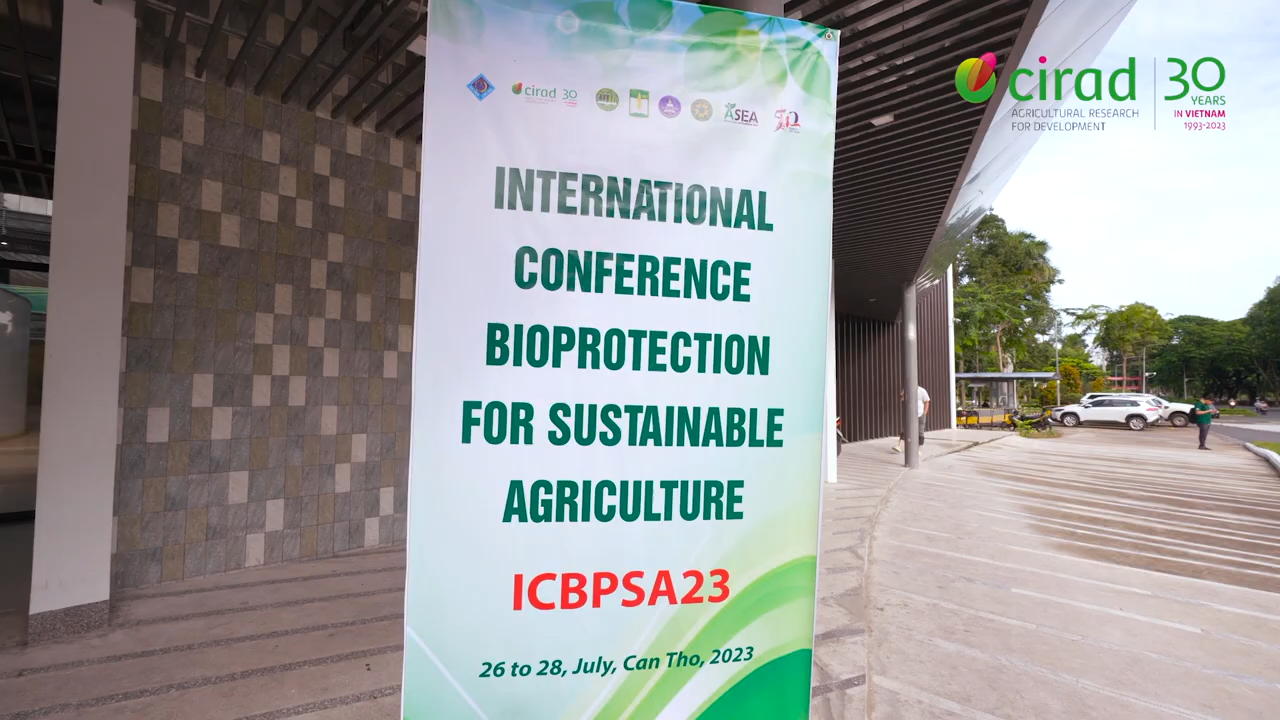 cirad
AGRICULTURAL RESEARCH
FOR DEVELOPMENT
30
YEARS
IN VIETNAM
1993-2023
cirad 30
ASEA
INTERNATIONAL
CONFERENCE
BIOPROTECTION
FOR SUSTAINABLE
AGRICULTURE
ICBPSA23
26 to 28, July, Can Tho, 2023